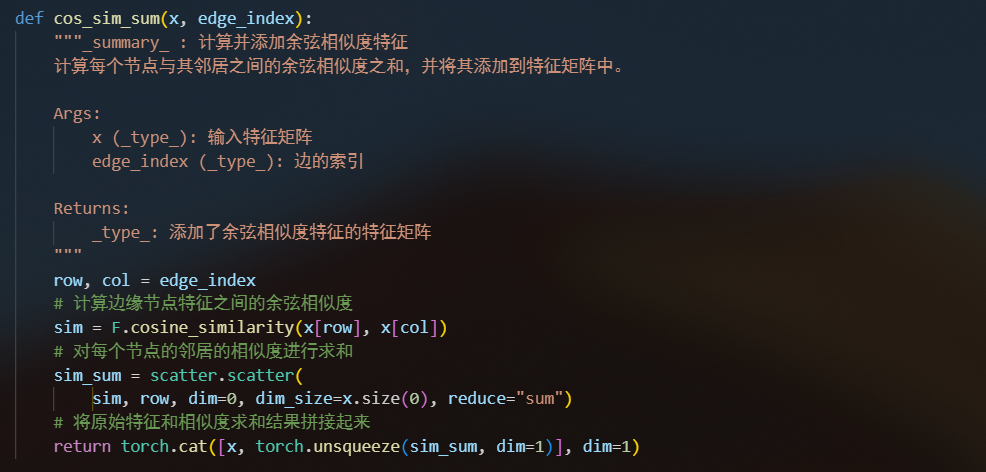 def cos_sim_sum(x, edge_index):
"""_summary_ : 计算并添加余弦相似度特征
计算每个节点与其邻居之间的余弦相似度之和，并将其添加到特征矩阵中。
Args:
x (_type_): 输入特征矩阵
edge_index (_type_): 边的索引
Returns:
_type_: 添加了余弦相似度特征的特征矩阵
"""
row, col = edge_index
# 计算边缘节点特征之间的余弦相似度
sim = F.cosine_similarity(x[row], x[col])
# 对每个节点的邻居的相似度进行求和
sim_sum = scatter.scatter(
sim, row, dim=0, dim_size=x.size(0), reduce="sum")
# 将原始特征和相似度求和结果拼接起来
return torch.cat([x, torch.unsqueeze(sim_sum, dim=1)], dim=1)